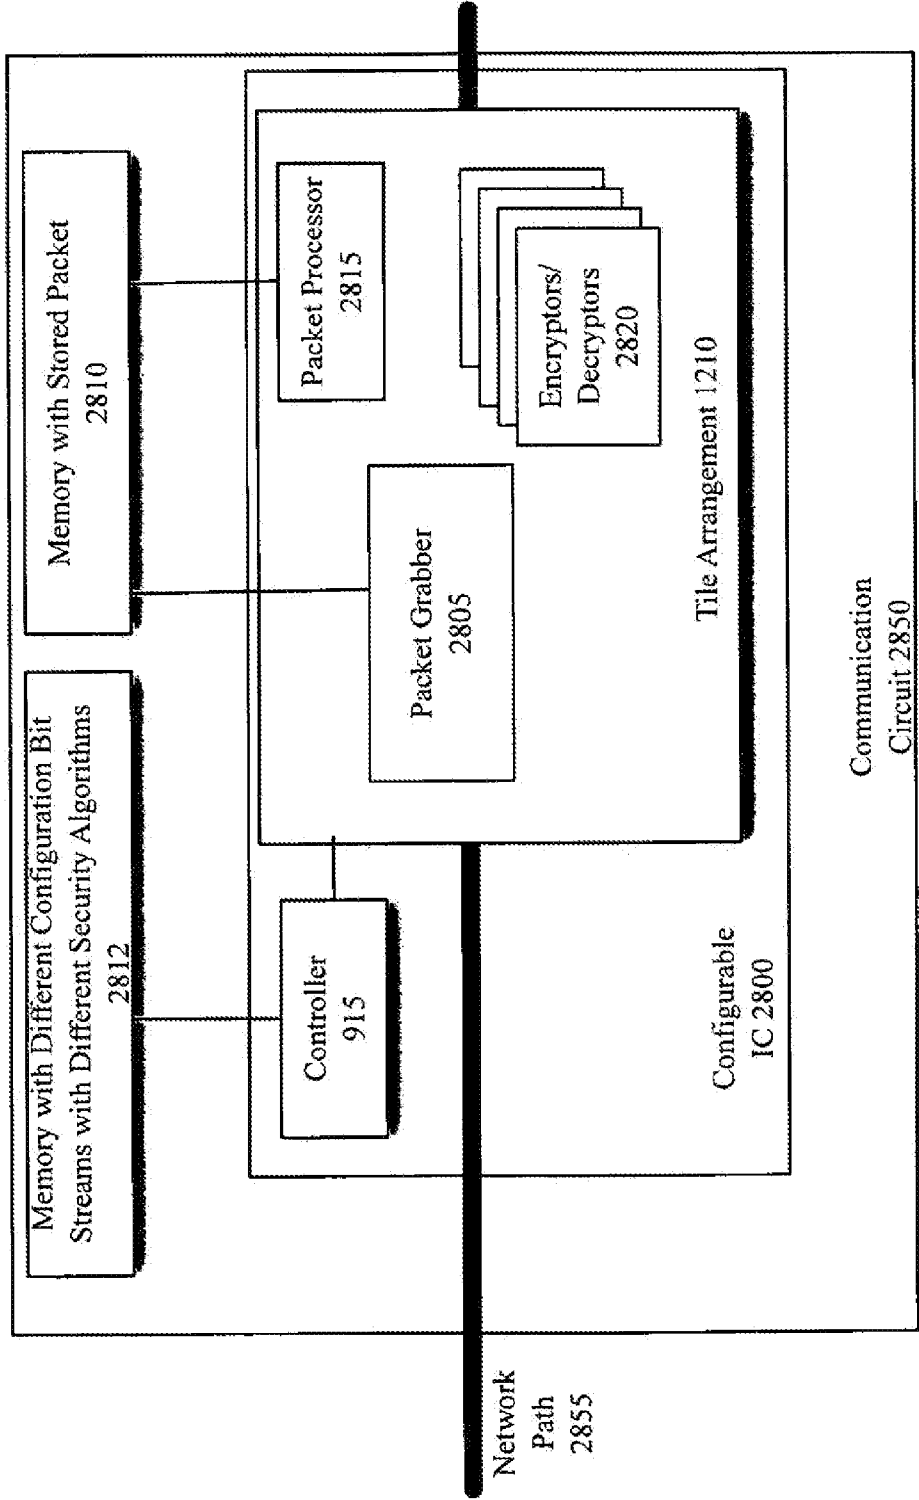 Memory with Different Configuration Bit
Streams with Different Security Algorithms
2812
Memory with Stored Packet
2810
Controller
915
Packet Processor
2815
Packet Grabber
2805
Encryptors/
Decryptors
2820
Tile Arrangement 1210
Configurable
IC 2800
Communication
Circuit 2850
Network
Path
2855